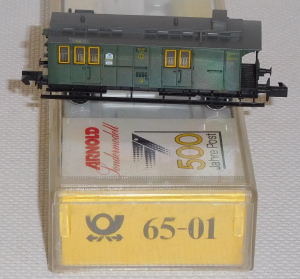 ARNOLD
Sondermodell
500
Jahre Post
65-01